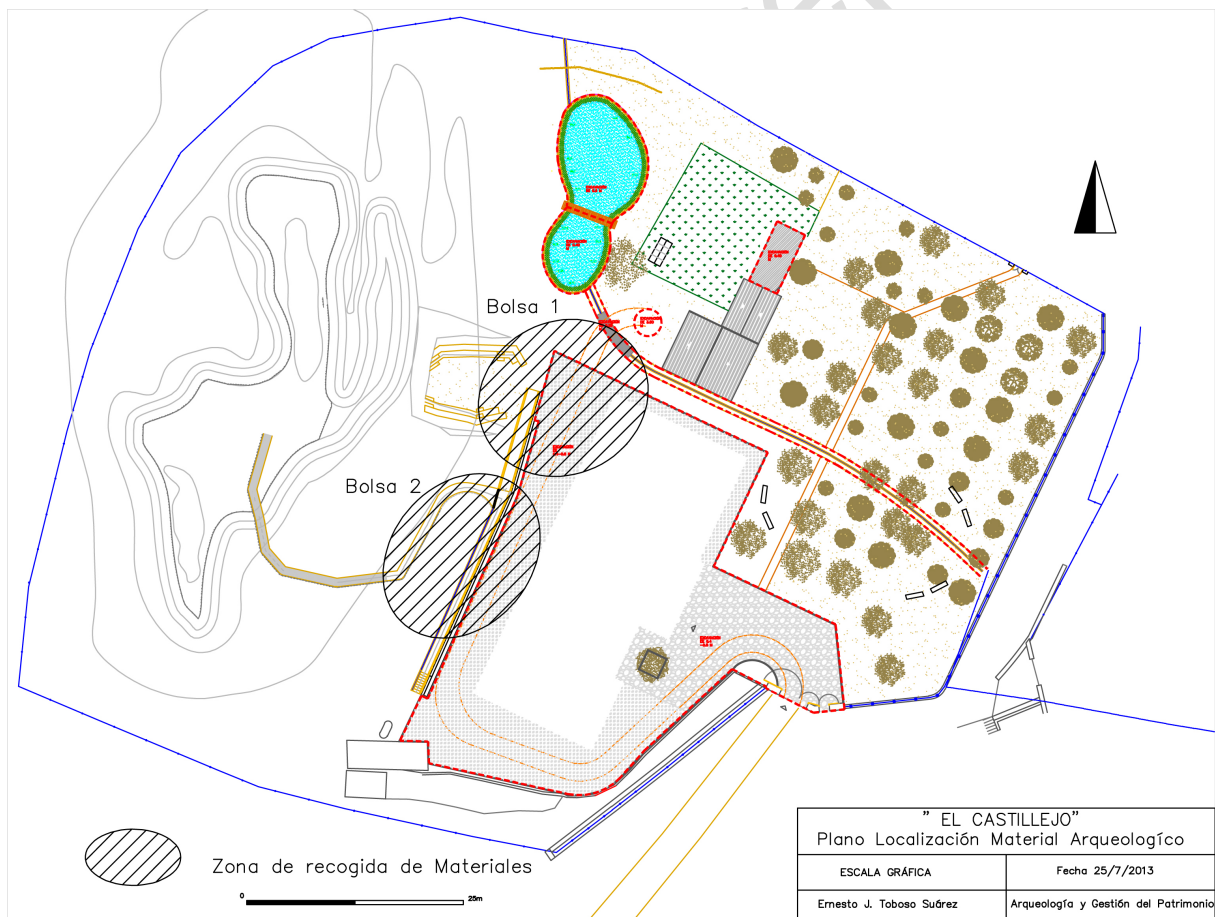 Bolsa 1
Bolsa 2
Zona de recogida de Materiales
0
25m
" EL CASTILLEJO"
Plano Localización Material Arqueologíco
ESCALA GRÁFICA
Fecha 25/7/2013
Ernesto J. Toboso Suárez
Arqueología y Gestión del Patrimonio